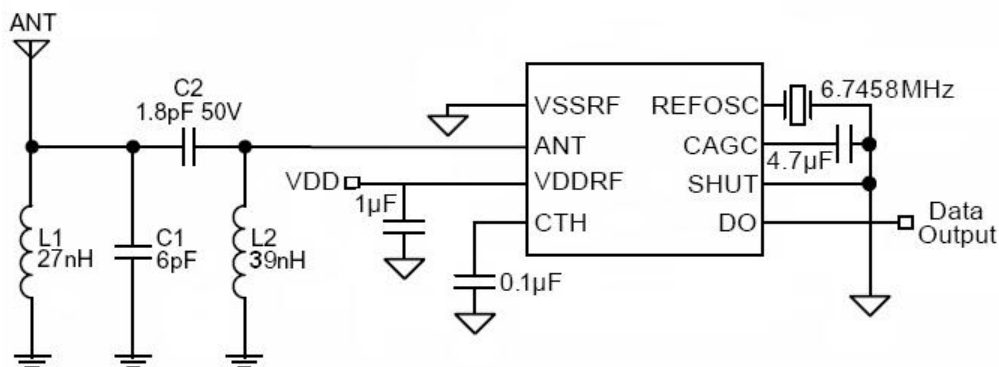 ANT
C2
1.8pF 50V
L1
27nH
C1
6pF
L2
39nH
VDD
1µF
0.1µF
VSSRF
ANT
VDDRF
CTH
REFOSC
CAGC
SHUT
DO
6.7458MHz
4.7µF
Data
Output